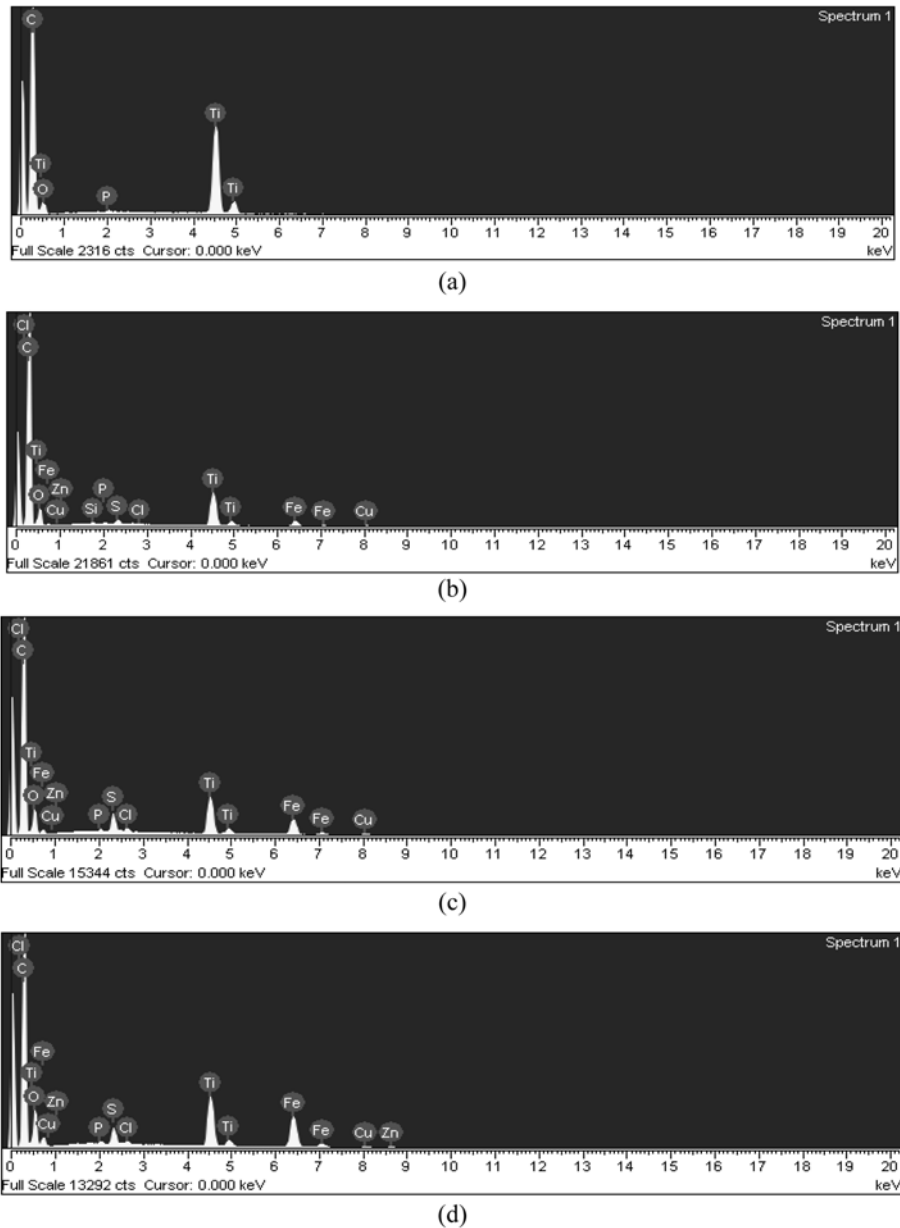 Spectrum 1
C
Ti
Ti
O
P
Ti
0 1 2 3 4 5 6 7 8 9 10 11 12 13 14 15 16 17 18 19 20
Full Scale 2316 cts Cursor: 0.000 keV keV
(a)
Spectrum 1
Cl
C
Ti
Fe
Zn
P
Ti
O
Cu
Si
S
Cl
Ti
Fe
Fe
Cu
0 1 2 3 4 5 6 7 8 9 10 11 12 13 14 15 16 17 18 19 20
Full Scale 21861 cts Cursor: 0.000 keV keV
(b)
Spectrum 1
Cl
C
Ti
Fe
Zn
O
S
Ti
Cu
P
Cl
Ti
Fe
Fe
Cu
0 1 2 3 4 5 6 7 8 9 10 11 12 13 14 15 16 17 18 19 20
Full Scale 15344 cts Cursor: 0.000 keV keV
(c)
Spectrum 1
Cl
C
Fe
Ti
Ti
O
Zn
S
Fe
Cu
P
Cl
Ti
Fe
Cu
Zn
0 1 2 3 4 5 6 7 8 9 10 11 12 13 14 15 16 17 18 19 20
Full Scale 13292 cts Cursor: 0.000 keV keV
(d)